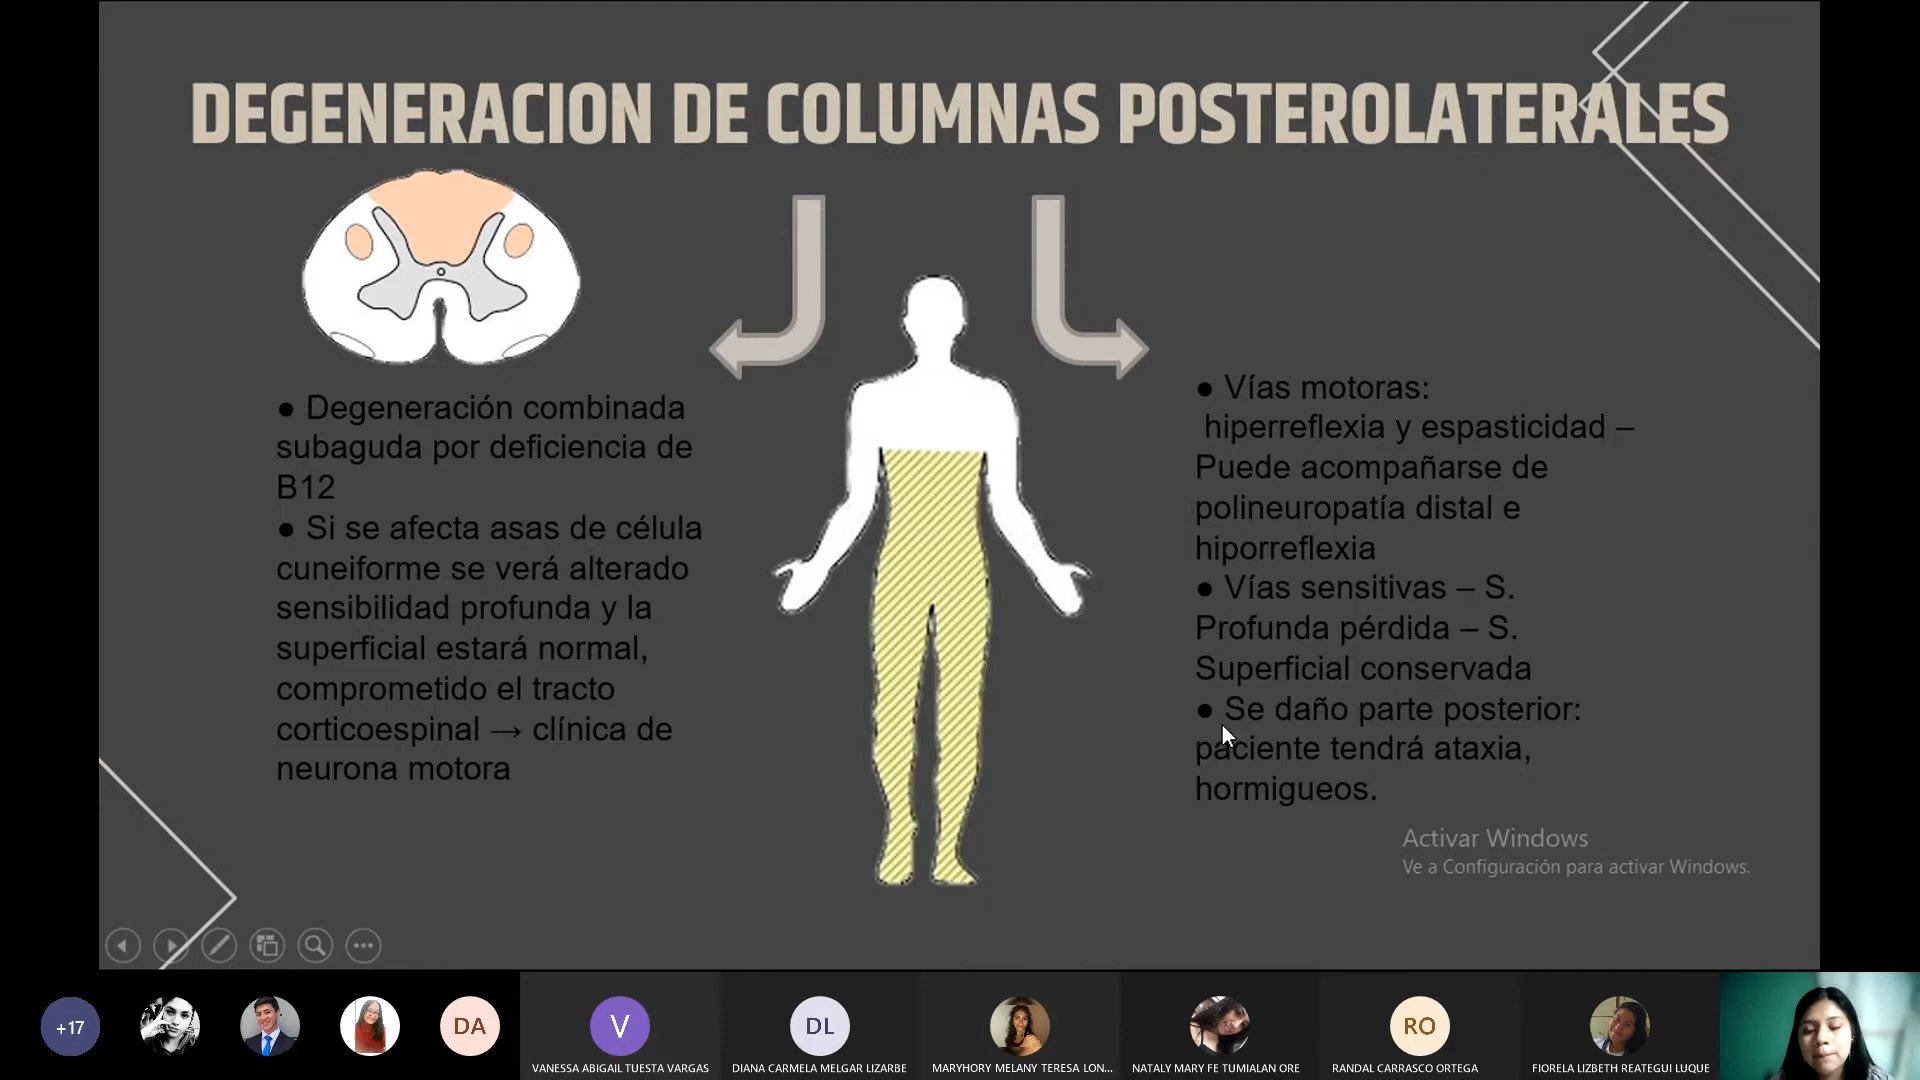 DEGENERACION DE COLUMNAS POSTEROLATERALES
● Degeneración combinada
subaguda por deficiencia de
B12
● Si se afecta asas de célula
cuneiforme se verá alterado
sensibilidad profunda y la
superficial estará normal,
comprometido el tracto
corticoespinal → clínica de
neurona motora
● Vías motoras:
hiperreflexia y espasticidad –
Puede acompañarse de
polineuropatía distal e
hiporreflexia
● Vías sensitivas – S.
Profunda pérdida – S.
Superficial conservada
● Se daño parte posterior:
paciente tendrá ataxia,
hormigueos.
Activar Windows
Ve a Configuración para activar Windows.
+17
DA
V
DL
RO
VANESSA ABIGAIL TUESTA VARGAS
DIANA CARMELA MELGAR LIZARBE
MARYHORY MELANY TERESA LON...
NATALY MARY FE TUMIALAN ORE
RANDAL CARRASCO ORTEGA
FIORELA LIZBETH REATEGUI LUQUE